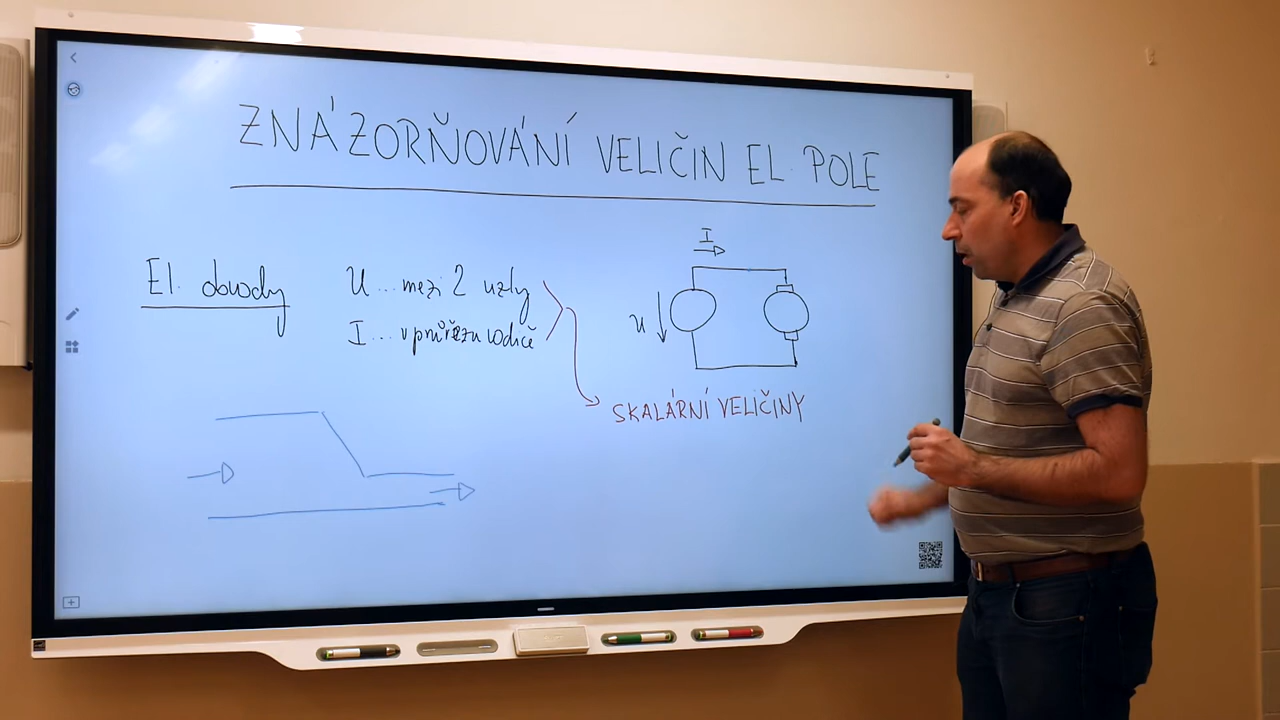 ZNÁZORŇOVÁNÍ VELIČIN EL. POLE
El. obvody
U ... mezi 2 uzly
I ... v průřezu vodiče
I
u
SKALÁRNÍ VELIČINY